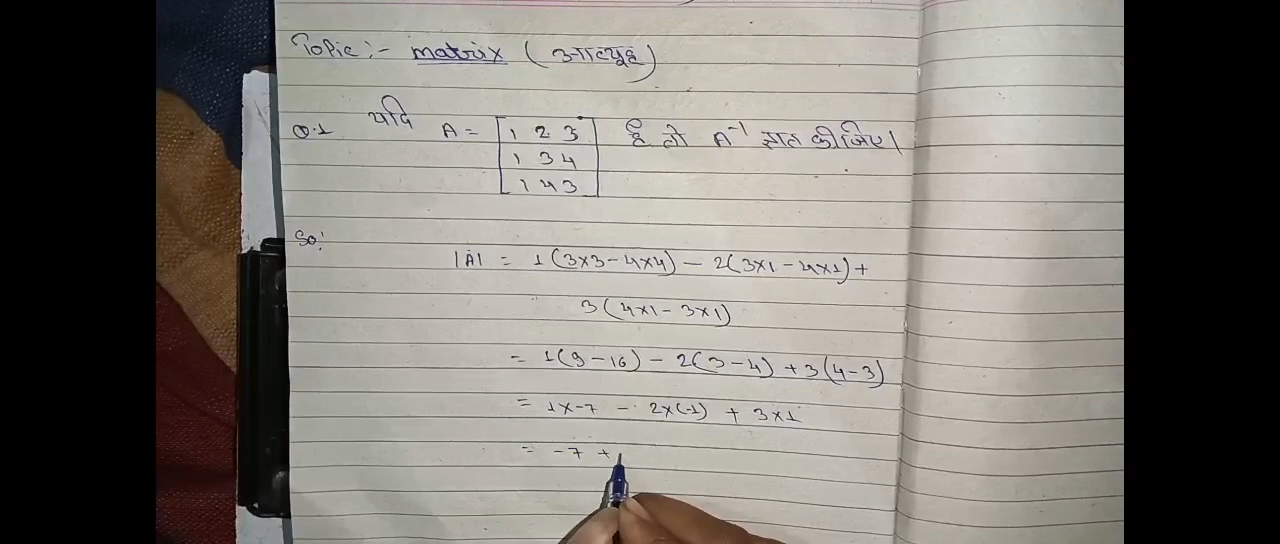 Topic:- matrix (आव्यूह)
Q.1 यदि A = [1 2 3 है तो A⁻¹ ज्ञात कीजिए।
1 3 4
1 4 3]
Sol
|A| = 1(3×3-4×4) - 2(3×1-4×1)+
3(4×1-3×1)
= 1(9-16) - 2(3-4) +3(4-3)
= 1×-7 - 2×(-1) + 3×1
= -7 +